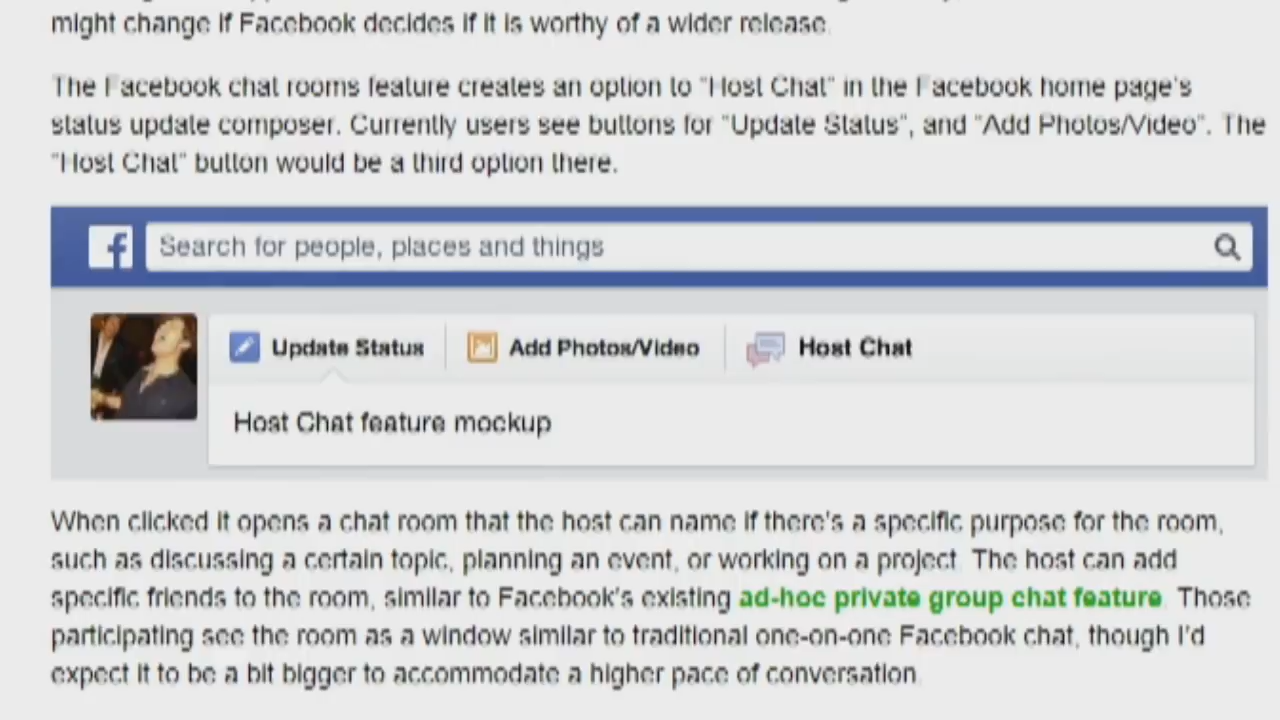 might change if Facebook decides if it is worthy of a wider release.
The Facebook chat rooms feature creates an option to "Host Chat" in the Facebook home page's
status update composer. Currently users see buttons for "Update Status", and "Add Photos/Video". The
"Host Chat" button would be a third option there.
Search for people, places and things
Update Status Add Photos/Video Host Chat
Host Chat feature mockup
When clicked it opens a chat room that the host can name if there's a specific purpose for the room,
such as discussing a certain topic, planning an event, or working on a project. The host can add
specific friends to the room, similar to Facebook's existing ad-hoc private group chat feature. Those
participating see the room as a window similar to traditional one-on-one Facebook chat, though I'd
expect it to be a bit bigger to accommodate a higher pace of conversation.